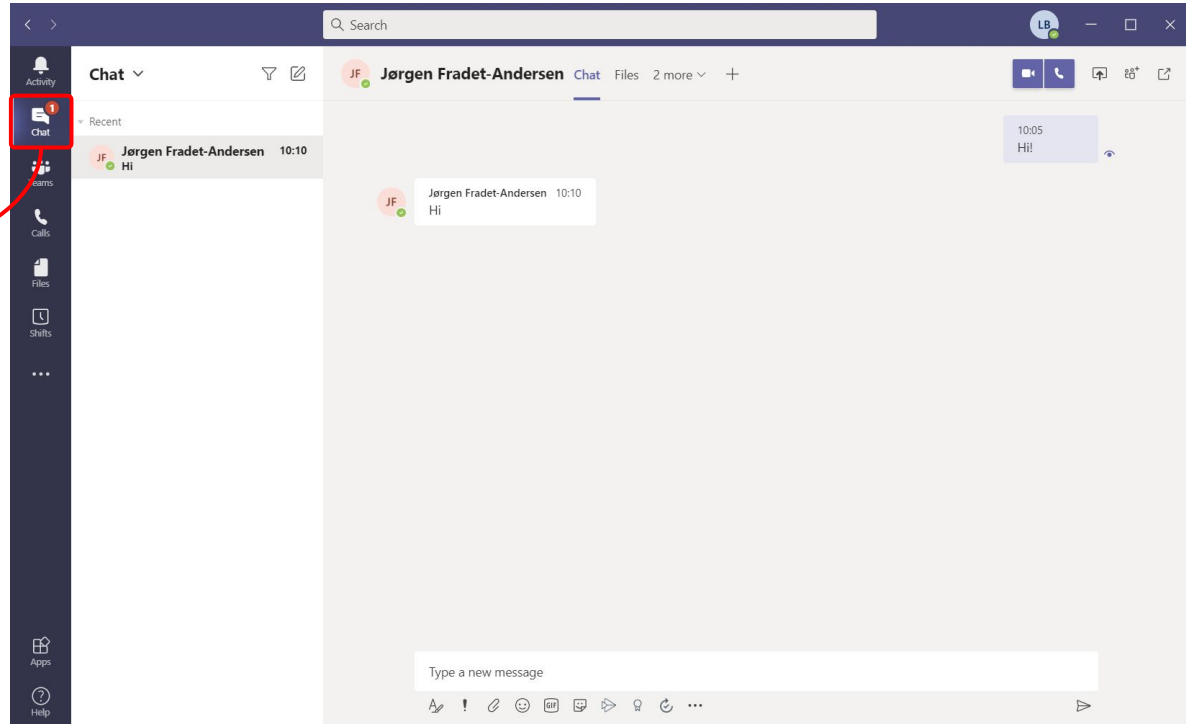 Search
LB
Activity
Chat
JF Jørgen Fradet-Andersen Chat Files 2 more
1
Chat
Recent
JF Jørgen Fradet-Andersen 10:10
Hi
10:05
Hi!
Teams
JF Jørgen Fradet-Andersen 10:10
Hi
Calls
Files
Shifts
Apps
Help
Type a new message
GIF